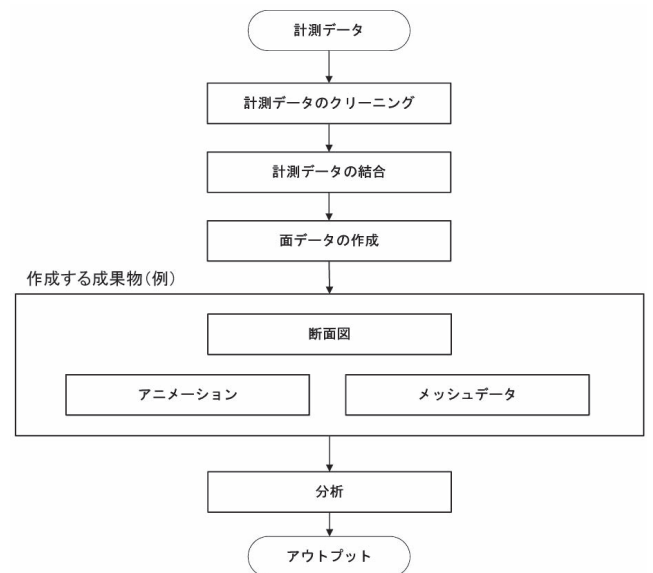 計測データ
計測データのクリーニング
計測データの結合
面データの作成
作成する成果物(例)
断面図
アニメーション
メッシュデータ
分析
アウトプット